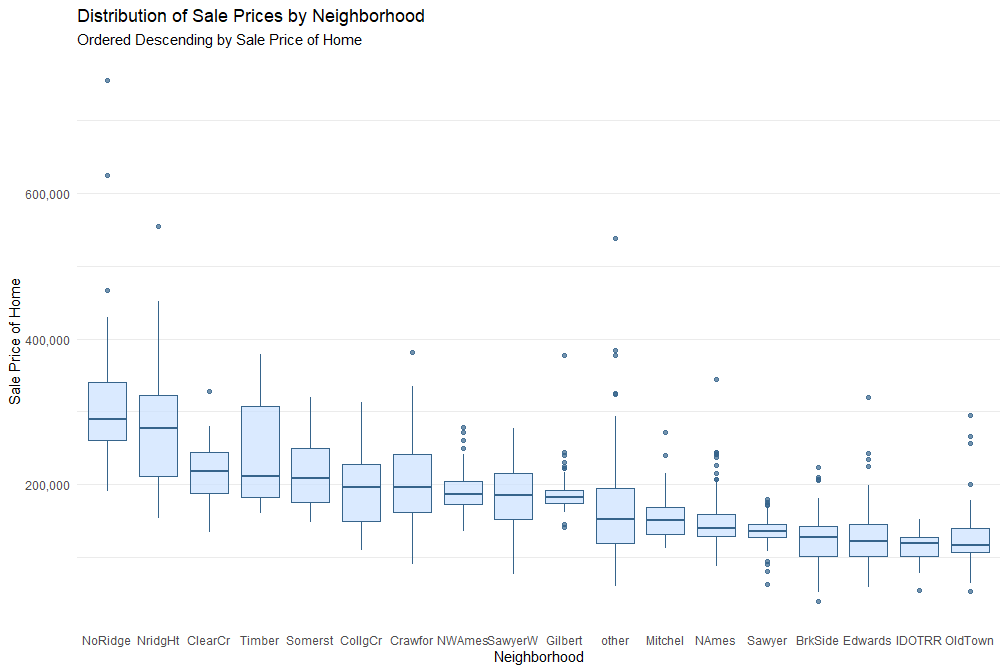 Distribution of Sale Prices by Neighborhood
Ordered Descending by Sale Price of Home
600,000
400,000
200,000
Sale Price of Home
NoRidge NridgHt ClearCr Timber Somerst CollgCr Crawfor NWAmes SawyerW Gilbert other Mitchel NAmes Sawyer BrkSide Edwards IDOTRR OldTown
Neighborhood